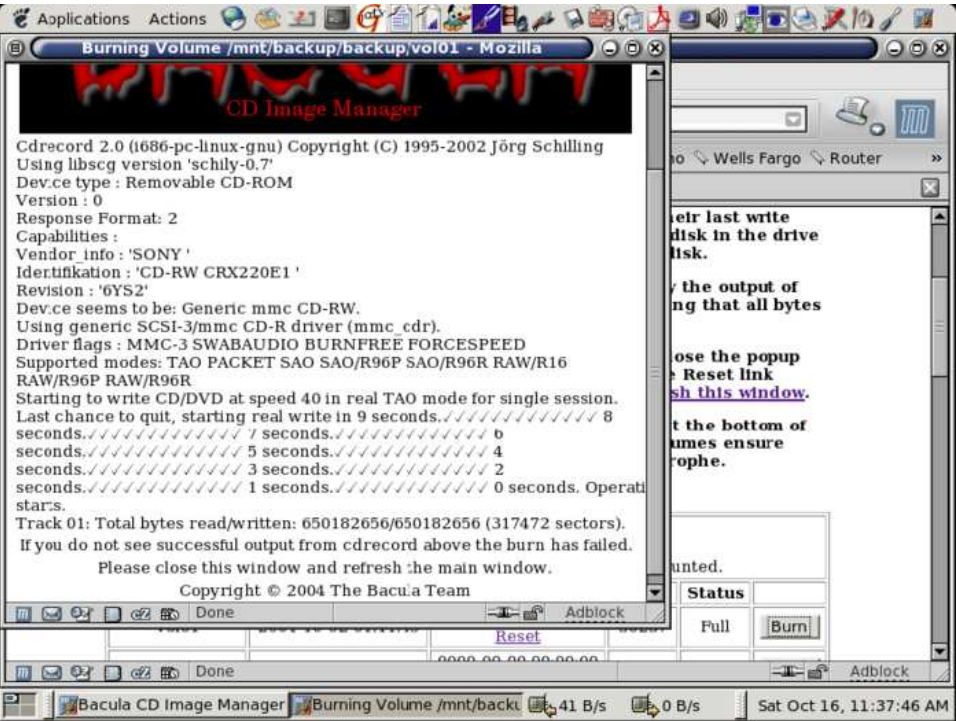 Applications Actions
Burning Volume /mnt/backup/backup/vol01 - Mozilla
CD Image Manager
Cdrecord 2.0 (i686-pc-linux-gnu) Copyright (C) 1995-2002 Jörg Schilling
Using libscg version 'schily-0.7'
Device type : Removable CD-ROM
Version : 0
Response Format: 2
Capabilities :
Vendor_info : 'SONY '
Identifikation : 'CD-RW CRX220E1 '
Revision : '6YS2'
Device seems to be: Generic mmc CD-RW.
Using generic SCSI-3/mmc CD-R driver (mmc_cdr).
Driver flags : MMC-3 SWABAUDIO BURNFREE FORCESPEED
Supported modes: TAO PACKET SAO SAO/R96P SAO/R96R RAW/R16
RAW/R96P RAW/R96R
Starting to write CD/DVD at speed 40 in real TAO mode for single session.
Last chance to quit, starting real write in 9 seconds.✓✓✓✓✓✓✓✓✓✓✓✓✓ 8
seconds.✓✓✓✓✓✓✓✓✓✓✓✓✓ 7 seconds.✓✓✓✓✓✓✓✓✓✓✓✓✓ 6
seconds.✓✓✓✓✓✓✓✓✓✓✓✓✓ 5 seconds.✓✓✓✓✓✓✓✓✓✓✓✓✓ 4
seconds.✓✓✓✓✓✓✓✓✓✓✓✓✓ 3 seconds.✓✓✓✓✓✓✓✓✓✓✓✓✓ 2
seconds.✓✓✓✓✓✓✓✓✓✓✓✓✓ 1 seconds.✓✓✓✓✓✓✓✓✓✓✓✓✓ 0 seconds. Operati
starts.
Track 01: Total bytes read/written: 650182656/650182656 (317472 sectors).
If you do not see successful output from cdrecord above the burn has failed.
Please close this window and refresh the main window.
Copyright © 2004 The Bacula Team
Done
Adblock
Wells Fargo Router »
eir last write
disk in the drive
disk.
the output of
ng that all bytes
lose the popup
Reset link
sh this window.
t the bottom of
umes ensure
rophe.
unted.
Status
Reset
Full
Burn
Done
Adblock
Bacula CD Image Manager
Burning Volume /mnt/backu
41 B/s
0 B/s
Sat Oct 16, 11:37:46 AM